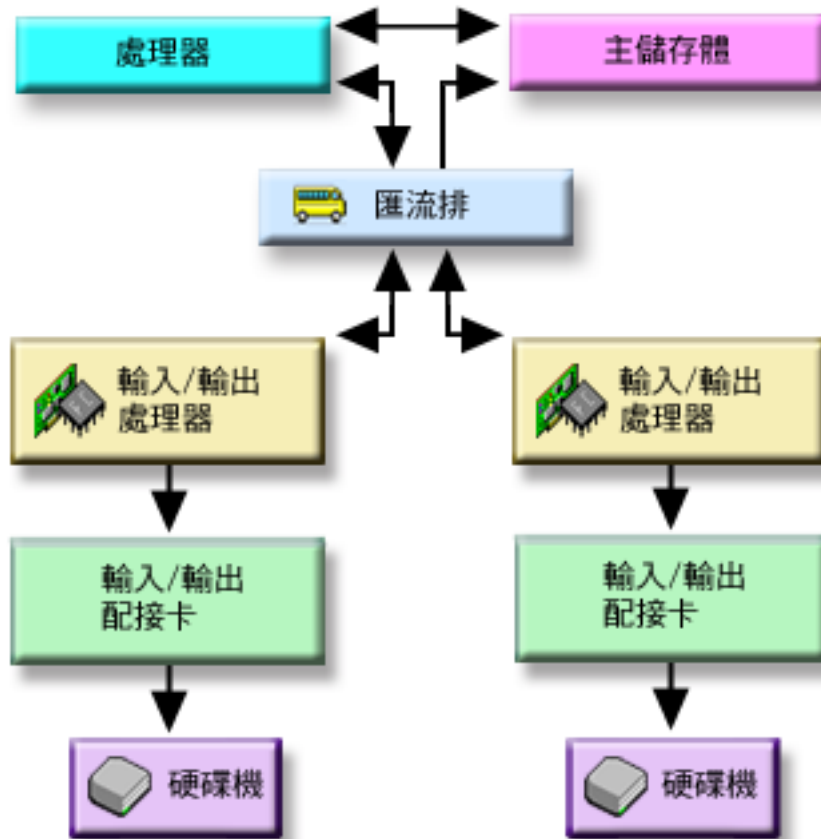 處理器
主儲存體
匯流排
輸入/輸出
處理器
輸入/輸出
處理器
輸入/輸出
配接卡
輸入/輸出
配接卡
硬碟機
硬碟機